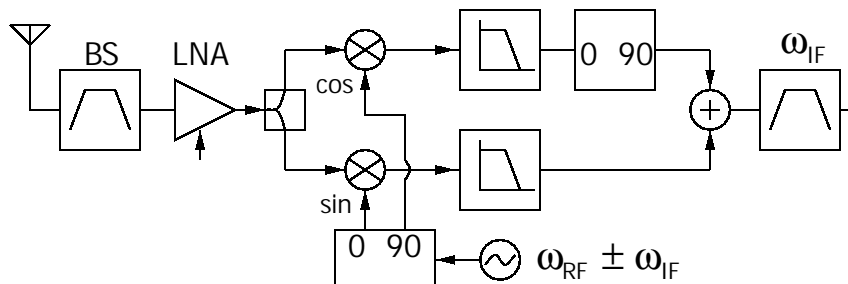 BS
LNA
cos
0 90
ω_IF
+
sin
0 90
ω_RF ± ω_IF